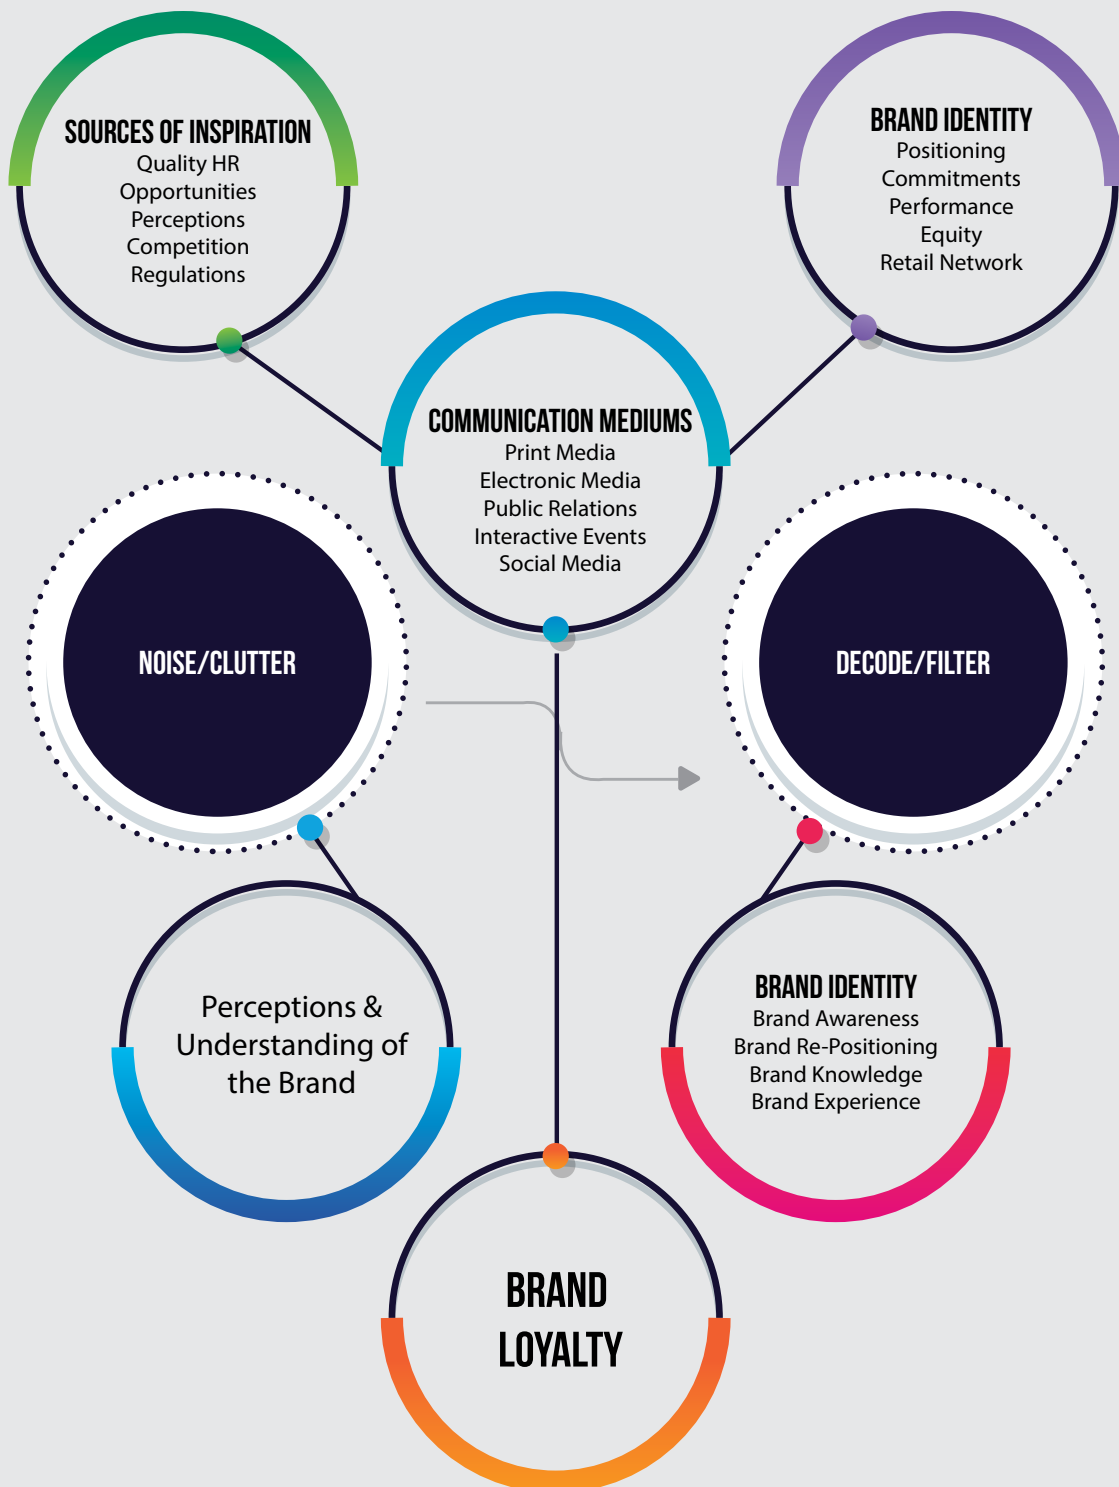 SOURCES OF INSPIRATION
Quality HR
Opportunities
Perceptions
Competition
Regulations
BRAND IDENTITY
Positioning
Commitments
Performance
Equity
Retail Network
COMMUNICATION MEDIUMS
Print Media
Electronic Media
Public Relations
Interactive Events
Social Media
NOISE/CLUTTER
DECODE/FILTER
Perceptions &
Understanding of
the Brand
BRAND IDENTITY
Brand Awareness
Brand Re-Positioning
Brand Knowledge
Brand Experience
BRAND
LOYALTY